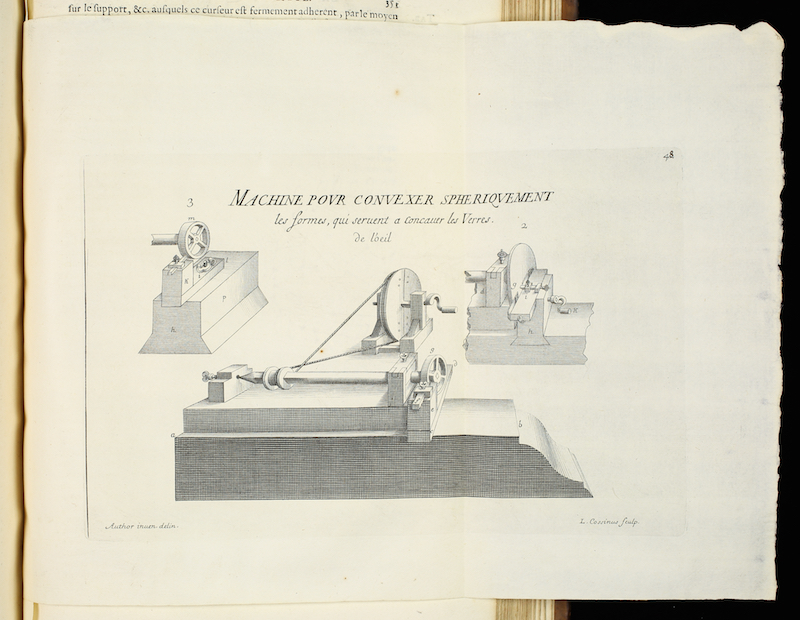 351
sur le support, &c. ausquels ce curseur est fermement adherent, par le moyen
48
MACHINE POVR CONVEXER SPHERIQVEMENT
les formes, qui seruent a concauer les Verres.
de l'oeil
3
2
m
p
h
g
h
a
b
Author inuen. delin.
L. Cossinus sculp.